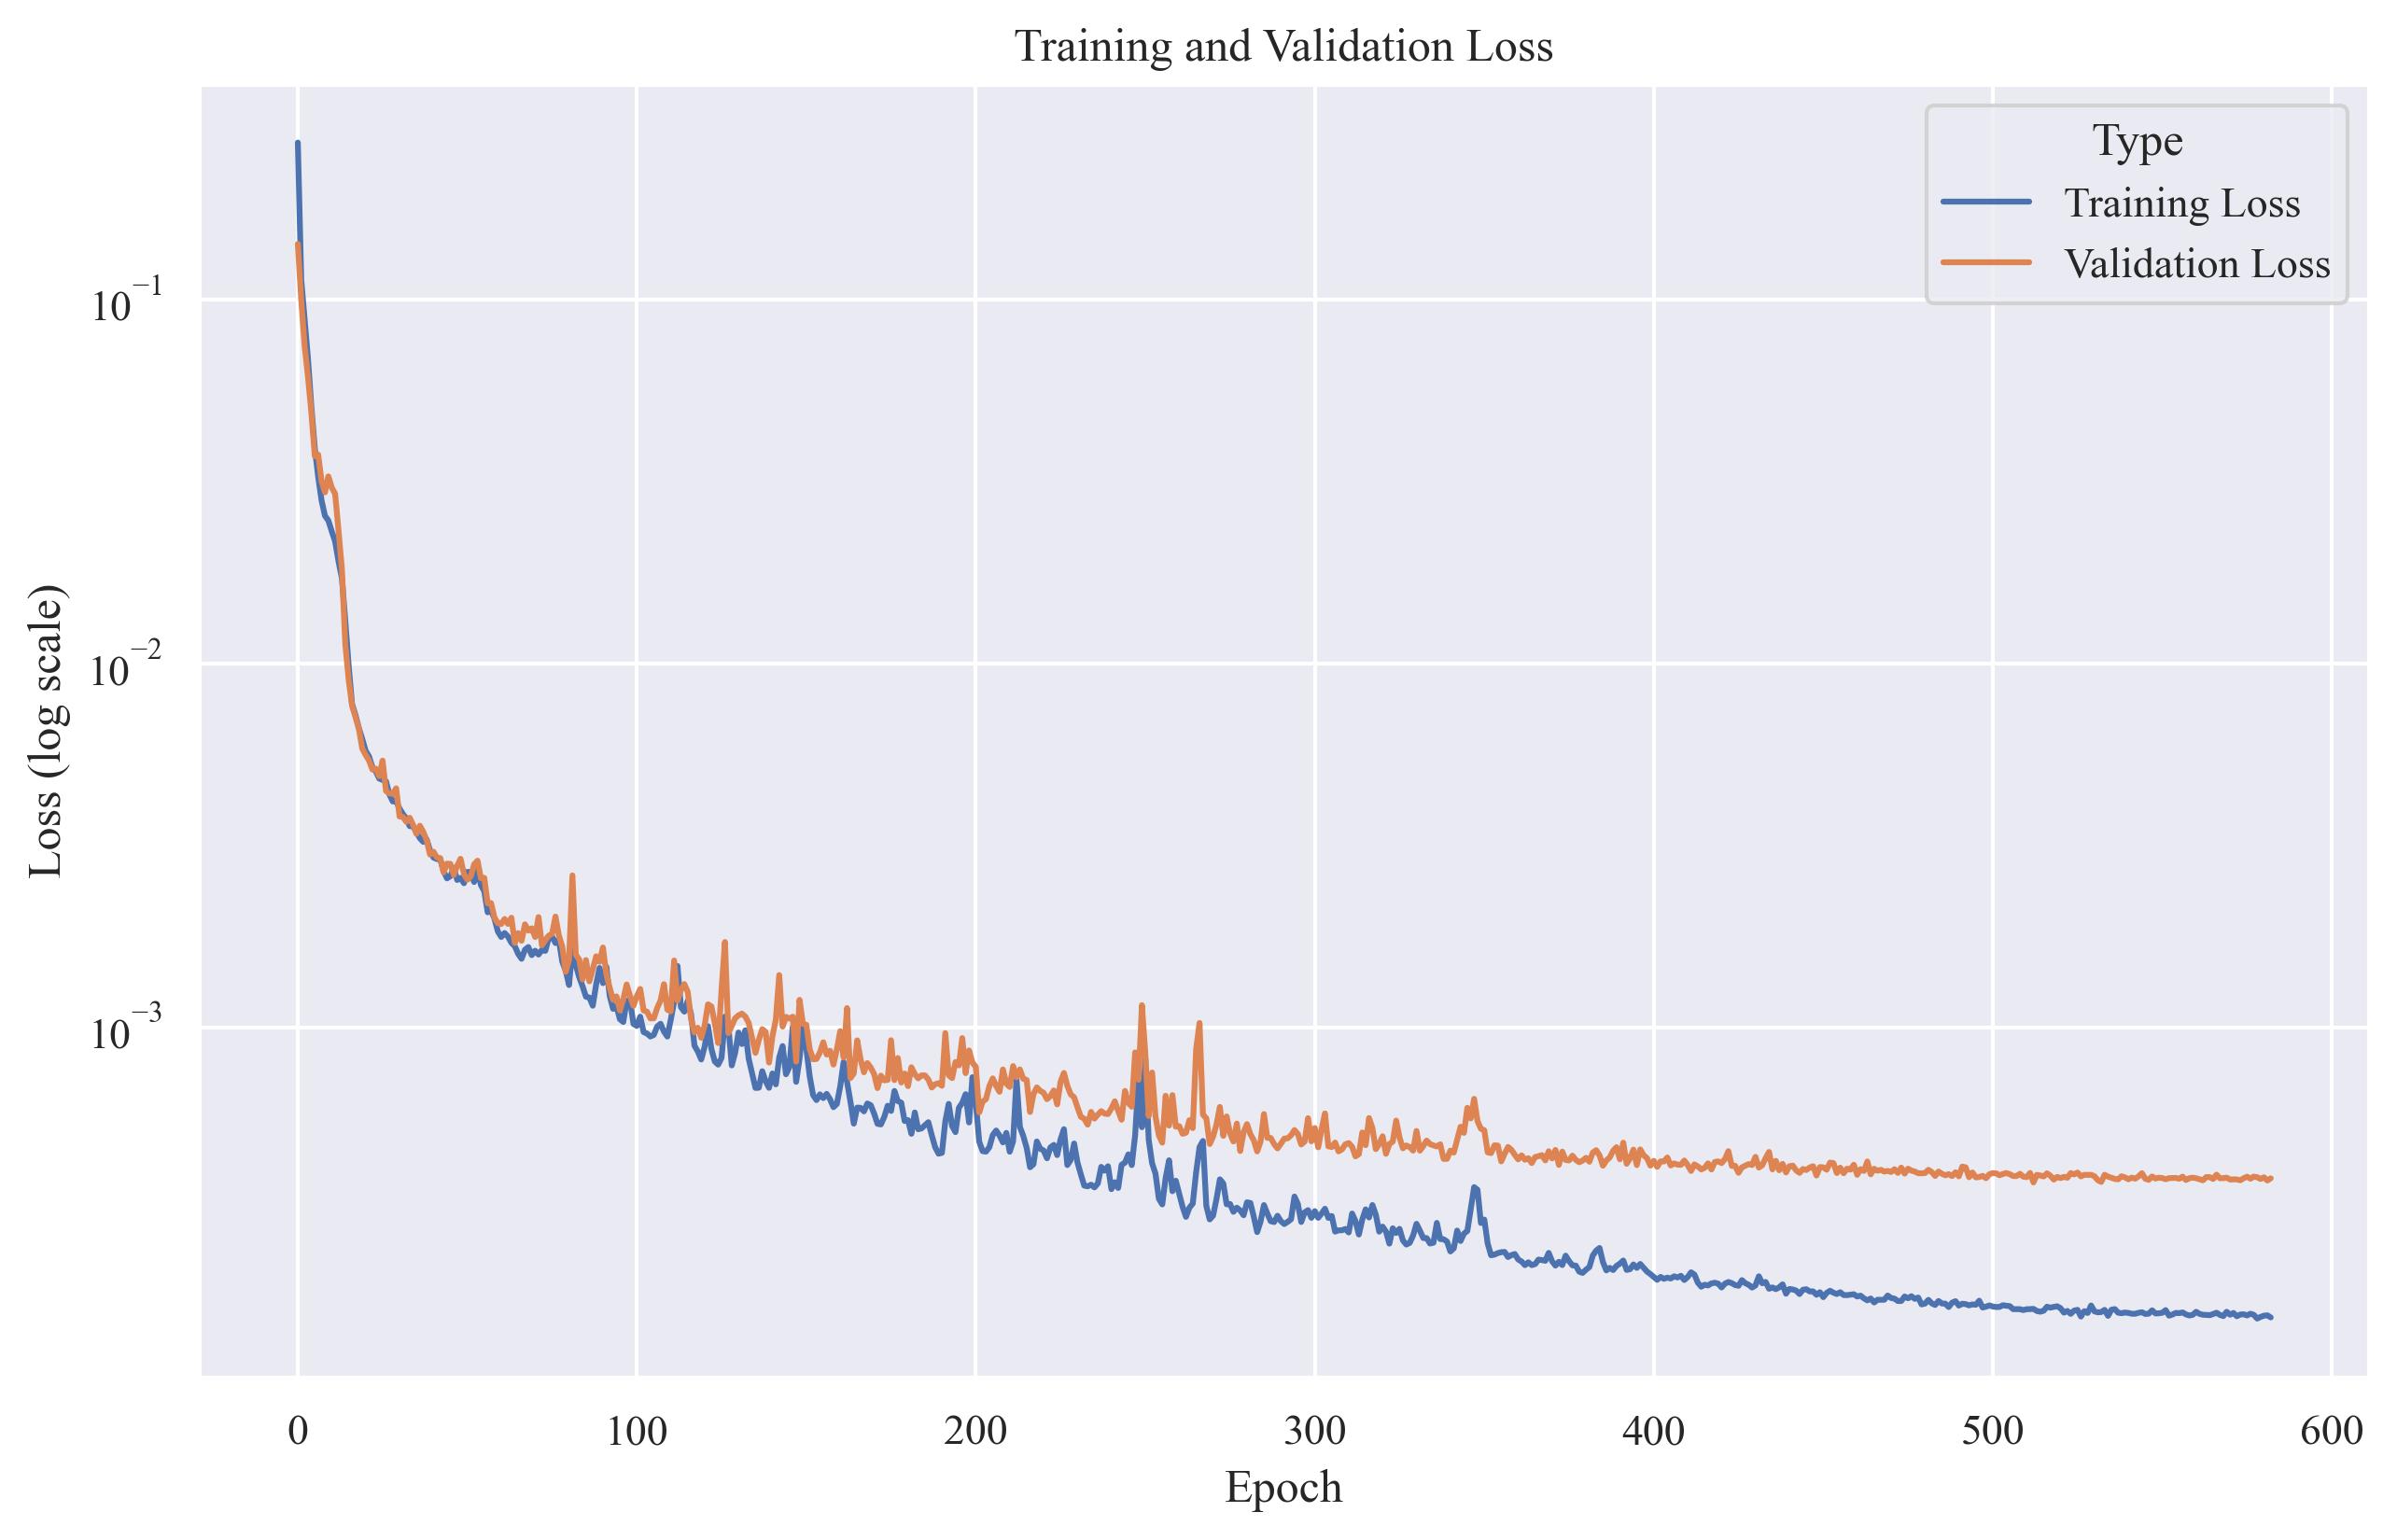 Training and Validation Loss
Type
Training Loss
Validation Loss
Loss (log scale)
10⁻¹
10⁻²
10⁻³
0 100 200 300 400 500 600
Epoch